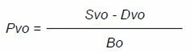 Pvo = Svo - Dvo
Bo